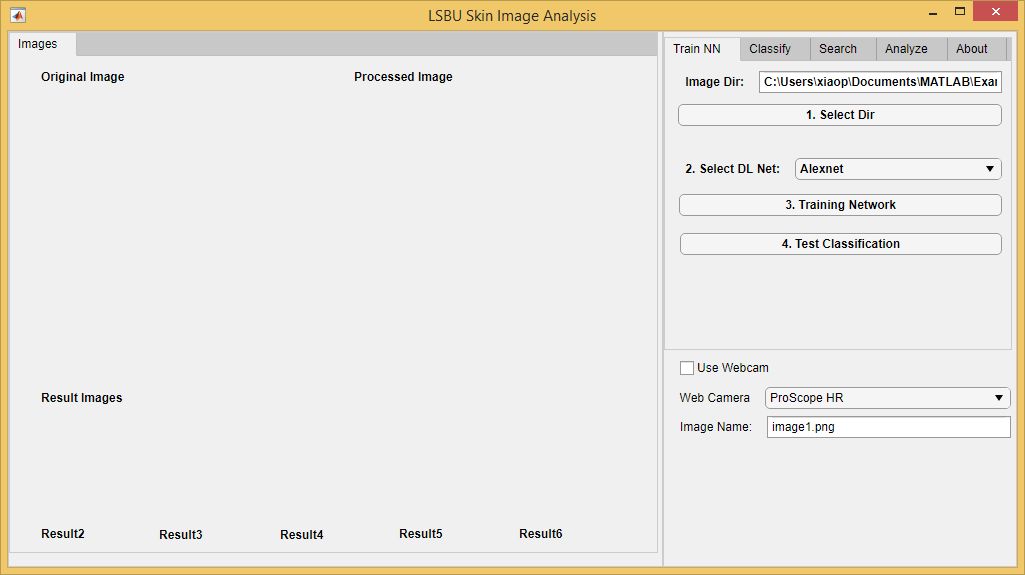 LSBU Skin Image Analysis
Images
Original Image
Processed Image
Result Images
Result2
Result3
Result4
Result5
Result6
Train NN
Classify
Search
Analyze
About
Image Dir: C:\Users\xiaop\Documents\MATLAB\Exar
1. Select Dir
2. Select DL Net: Alexnet
3. Training Network
4. Test Classification
Use Webcam
Web Camera ProScope HR
Image Name: image1.png